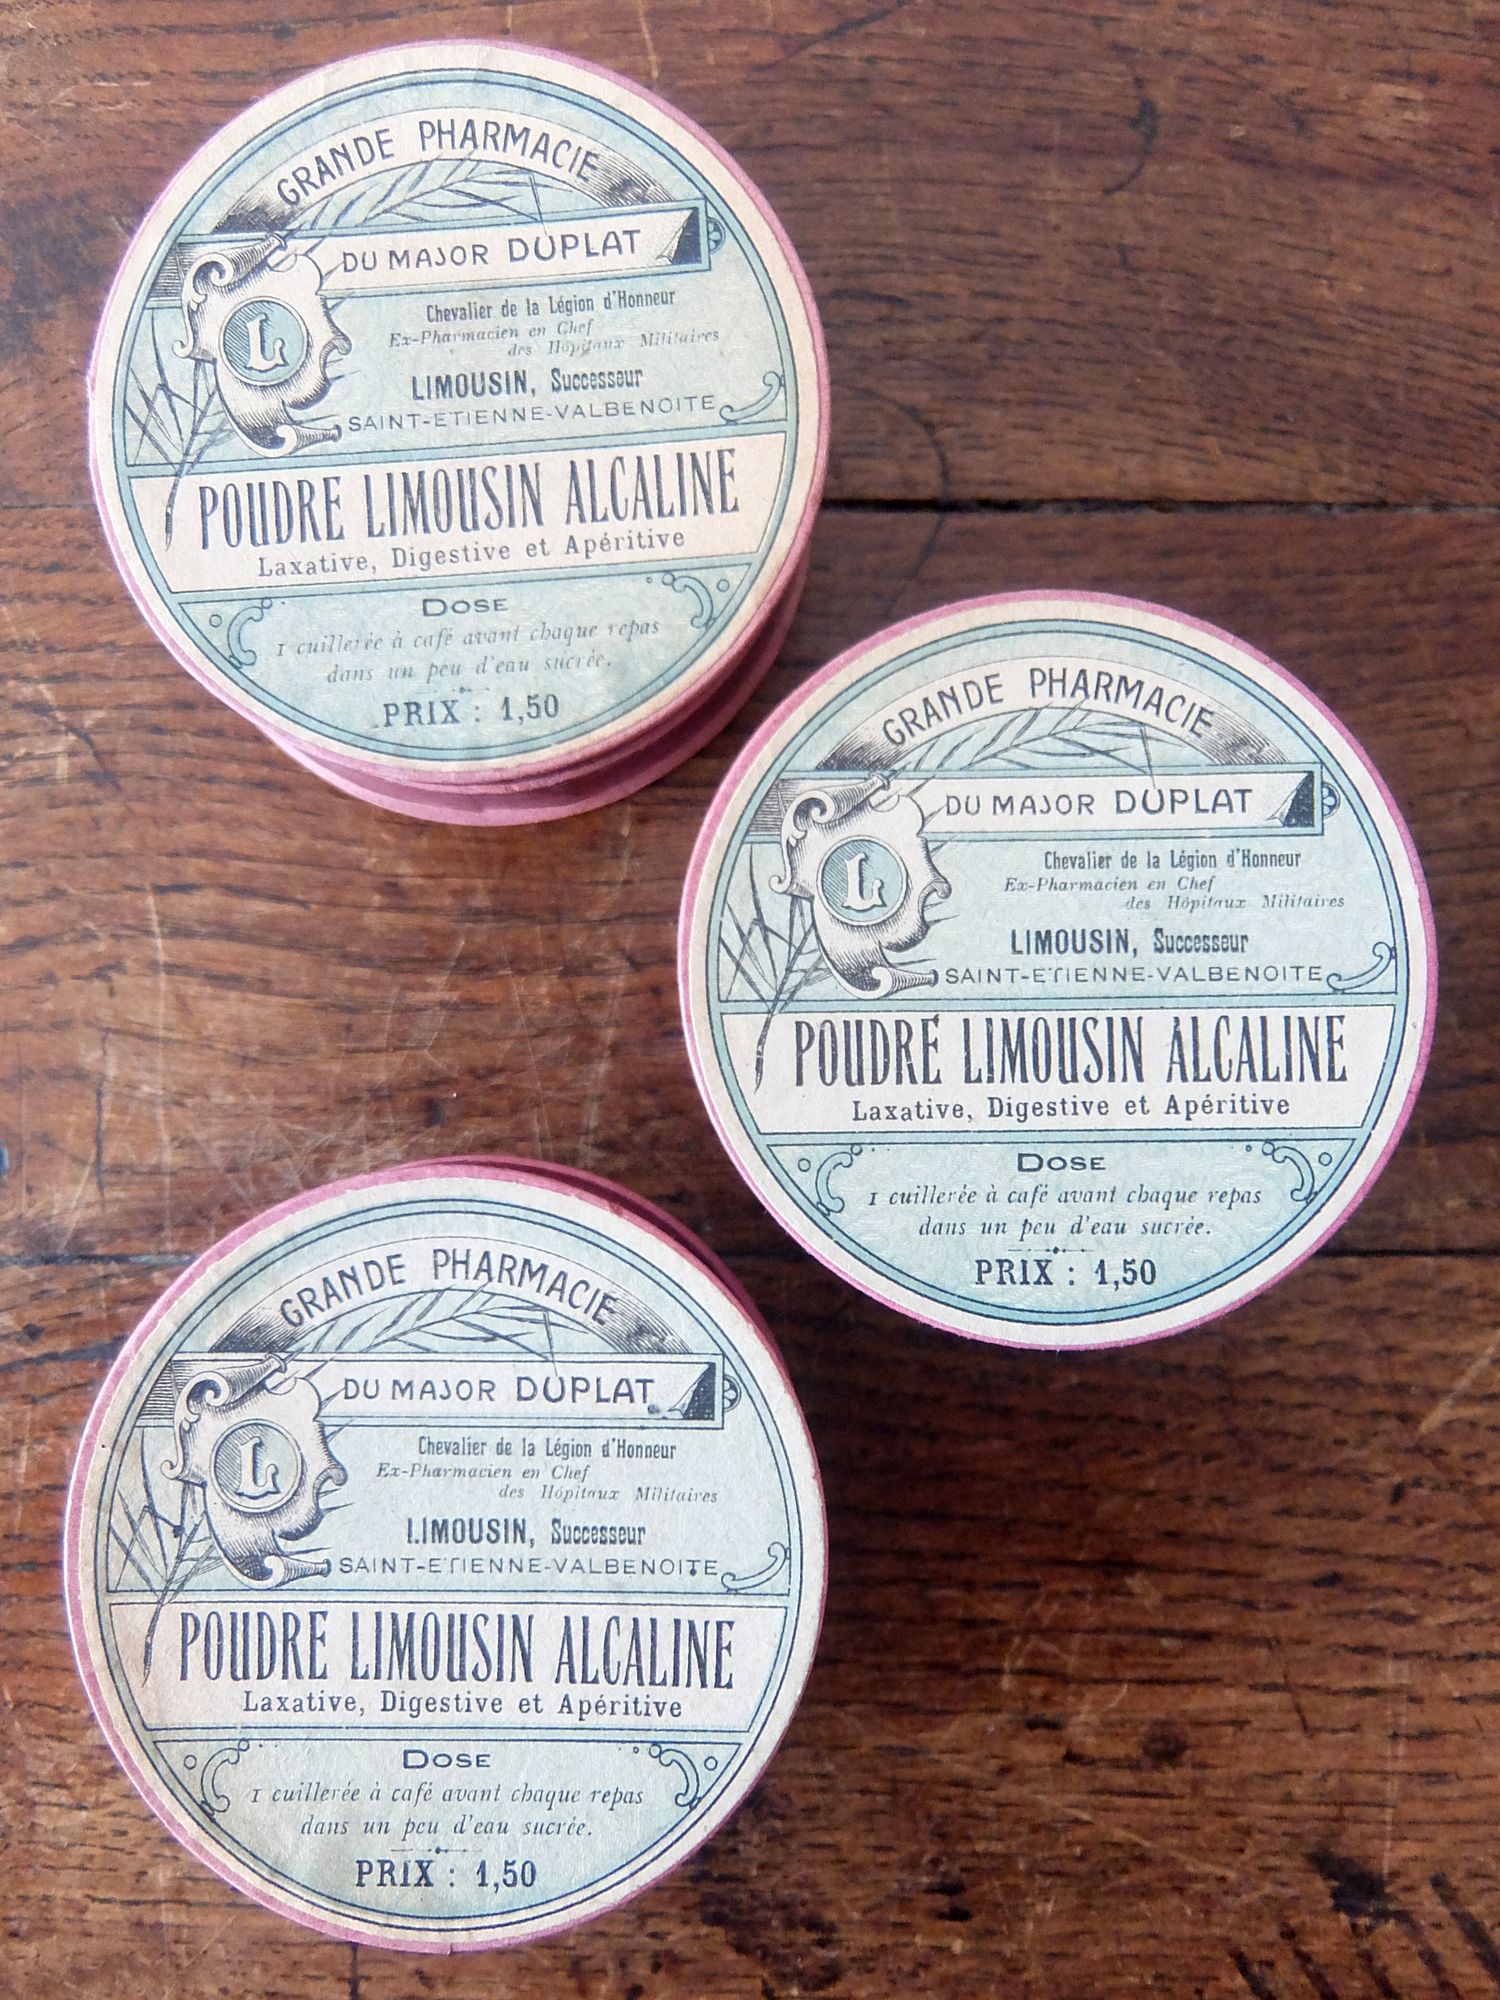 GRANDE PHARMACIE
DU MAJOR DUPLAT
Chevalier de la Légion d'Honneur
Ex-Pharmacien en Chef
des Hôpitaux Militaires
L
LIMOUSIN, Successeur
SAINT-ETIENNE-VALBENOITE
POUDRE LIMOUSIN ALCALINE
Laxative, Digestive et Apéritive
DOSE
1 cuillerée à café avant chaque repas
dans un peu d'eau sucrée.
PRIX : 1,50
GRANDE PHARMACIE
DU MAJOR DUPLAT
Chevalier de la Légion d'Honneur
Ex-Pharmacien en Chef
des Hôpitaux Militaires
L
LIMOUSIN, Successeur
SAINT-ETIENNE-VALBENOITE
POUDRE LIMOUSIN ALCALINE
Laxative, Digestive et Apéritive
DOSE
1 cuillerée à café avant chaque repas
dans un peu d'eau sucrée.
PRIX : 1,50
GRANDE PHARMACIE
DU MAJOR DUPLAT
Chevalier de la Légion d'Honneur
Ex-Pharmacien en Chef
des Hôpitaux Militaires
L
LIMOUSIN, Successeur
SAINT-ETIENNE-VALBENOITE
POUDRE LIMOUSIN ALCALINE
Laxative, Digestive et Apéritive
DOSE
1 cuillerée à café avant chaque repas
dans un peu d'eau sucrée.
PRIX : 1,50